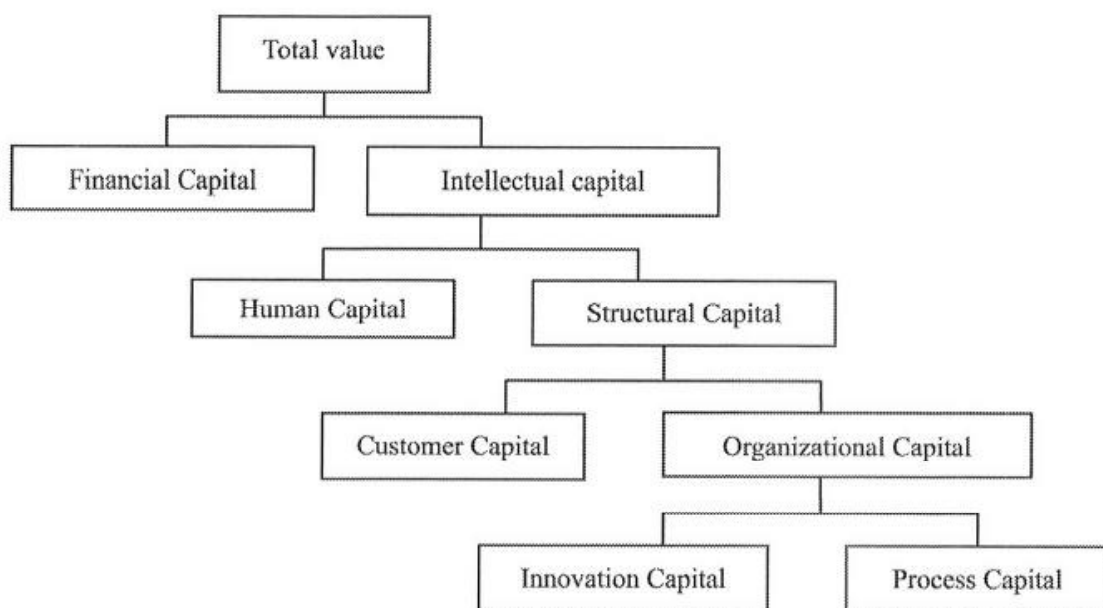 Total value
Financial Capital
Intellectual capital
Human Capital
Structural Capital
Customer Capital
Organizational Capital
Innovation Capital
Process Capital